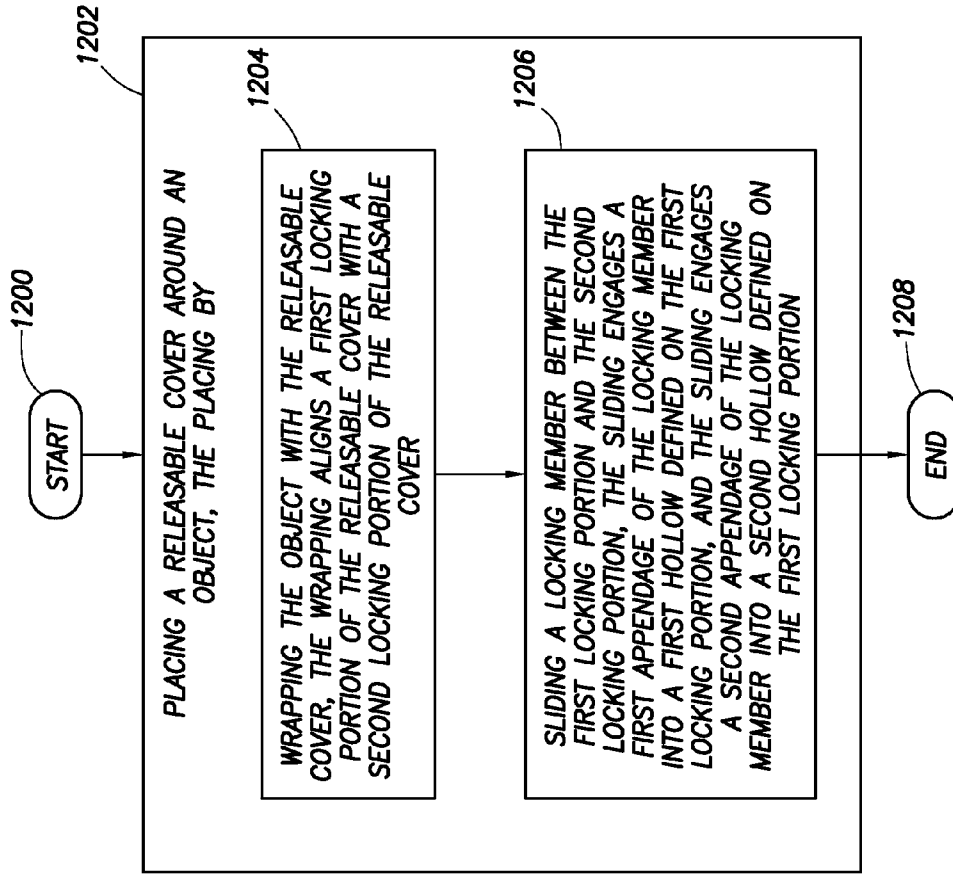 START
1200
1202
PLACING A RELEASABLE COVER AROUND AN
OBJECT, THE PLACING BY
1204
WRAPPING THE OBJECT WITH THE RELEASABLE
COVER, THE WRAPPING ALIGNS A FIRST LOCKING
PORTION OF THE RELEASABLE COVER WITH A
SECOND LOCKING PORTION OF THE RELEASABLE
COVER
1206
SLIDING A LOCKING MEMBER BETWEEN THE
FIRST LOCKING PORTION AND THE SECOND
LOCKING PORTION, THE SLIDING ENGAGES A
FIRST APPENDAGE OF THE LOCKING MEMBER
INTO A FIRST HOLLOW DEFINED ON THE FIRST
LOCKING PORTION, AND THE SLIDING ENGAGES
A SECOND APPENDAGE OF THE LOCKING
MEMBER INTO A SECOND HOLLOW DEFINED ON
THE FIRST LOCKING PORTION
1208
END